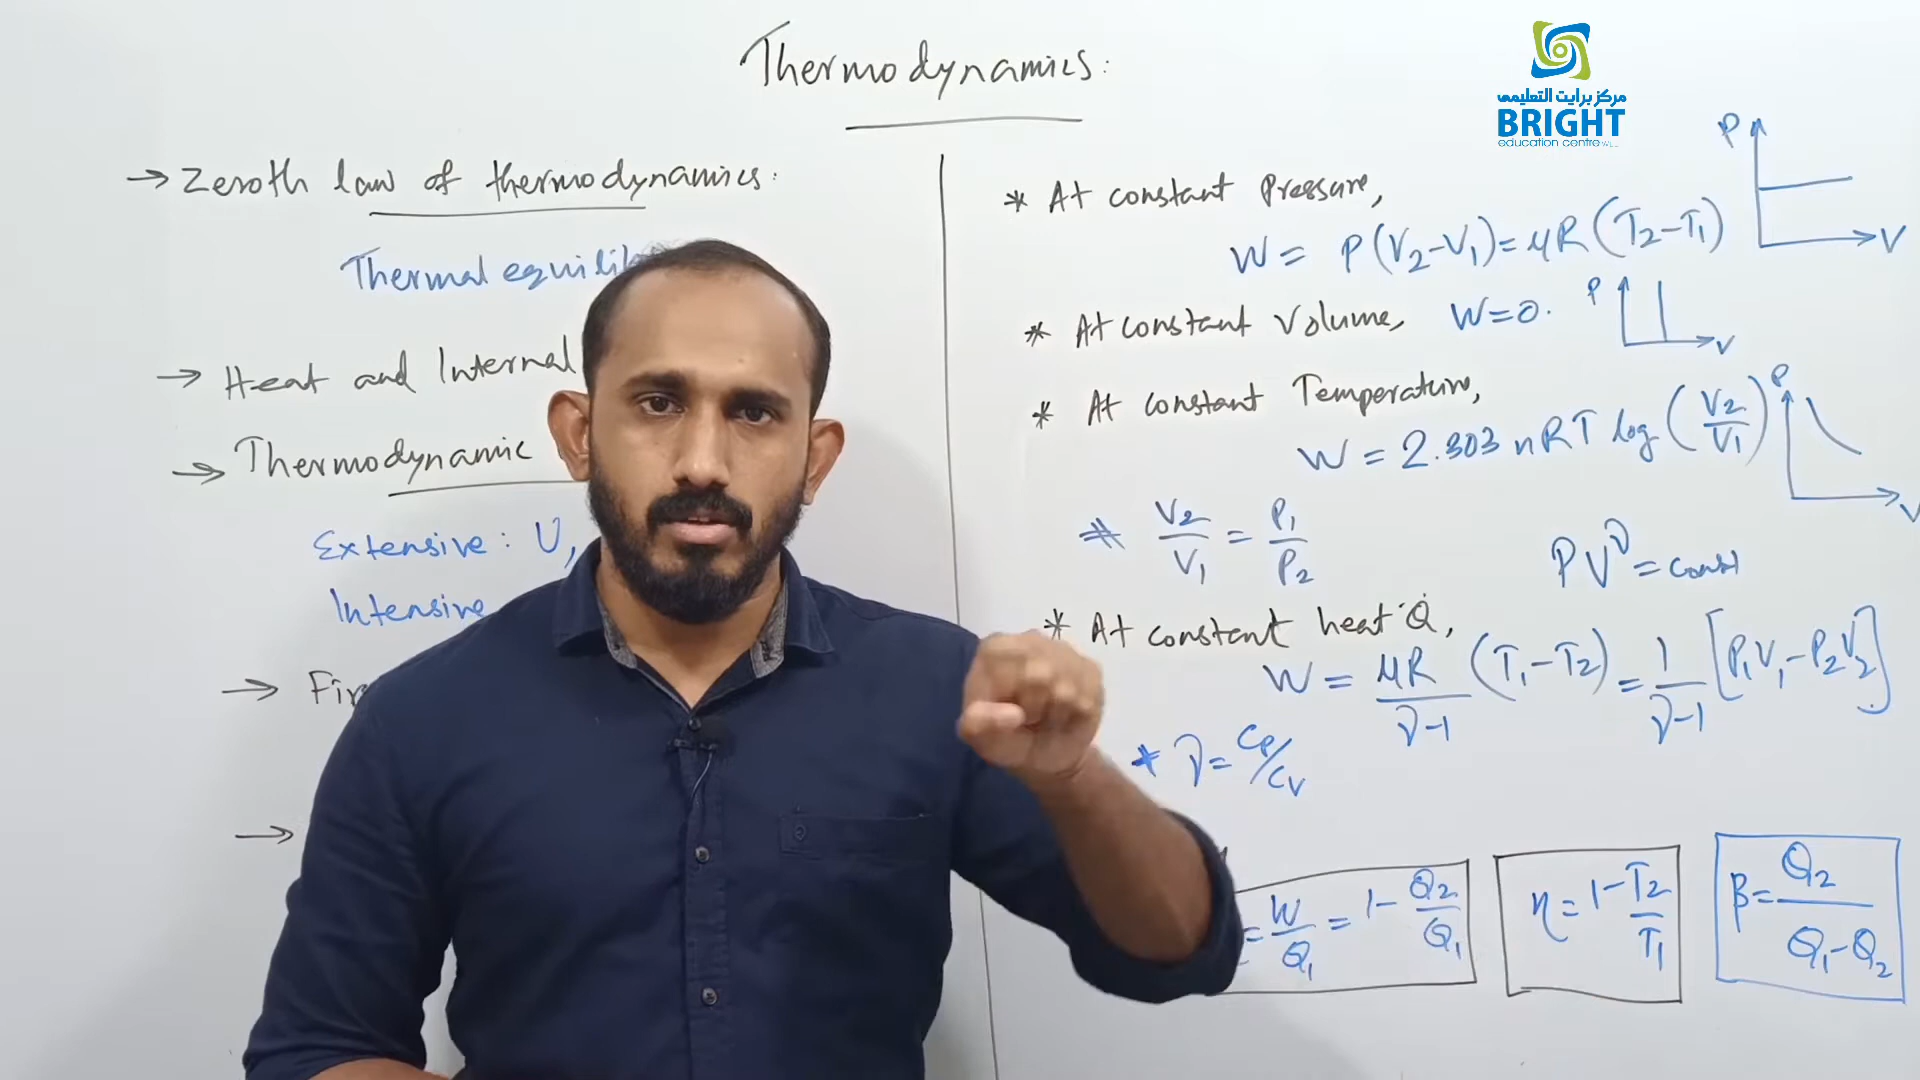 Thermodynamics:
مركز برايت التعليمي
BRIGHT
education centre W.L.L
→ Zeroth law of thermodynamics:
Thermal equilib
→ Heat and Internal
→ Thermodynamic
Extensive: U,
Intensive
→ Fir
→
* At constant Pressure,
W = P(V₂-V₁) = μR(T₂-T₁)
P
V
* At constant Volume, W=0.
P
V
* At constant Temperature,
W = 2.303 nRT log (V₂/V₁)
P
V
* V₂/V₁ = P₁/P₂
PV^γ = const
* At constant heat 'Q',
W = μR/(γ-1) (T₁-T₂) = 1/(γ-1) [P₁V₁-P₂V₂]
* γ = Cp/Cv
= W/Q₁ = 1-Q₂/Q₁
η = 1-T₂/T₁
β = Q₂/(Q₁-Q₂)